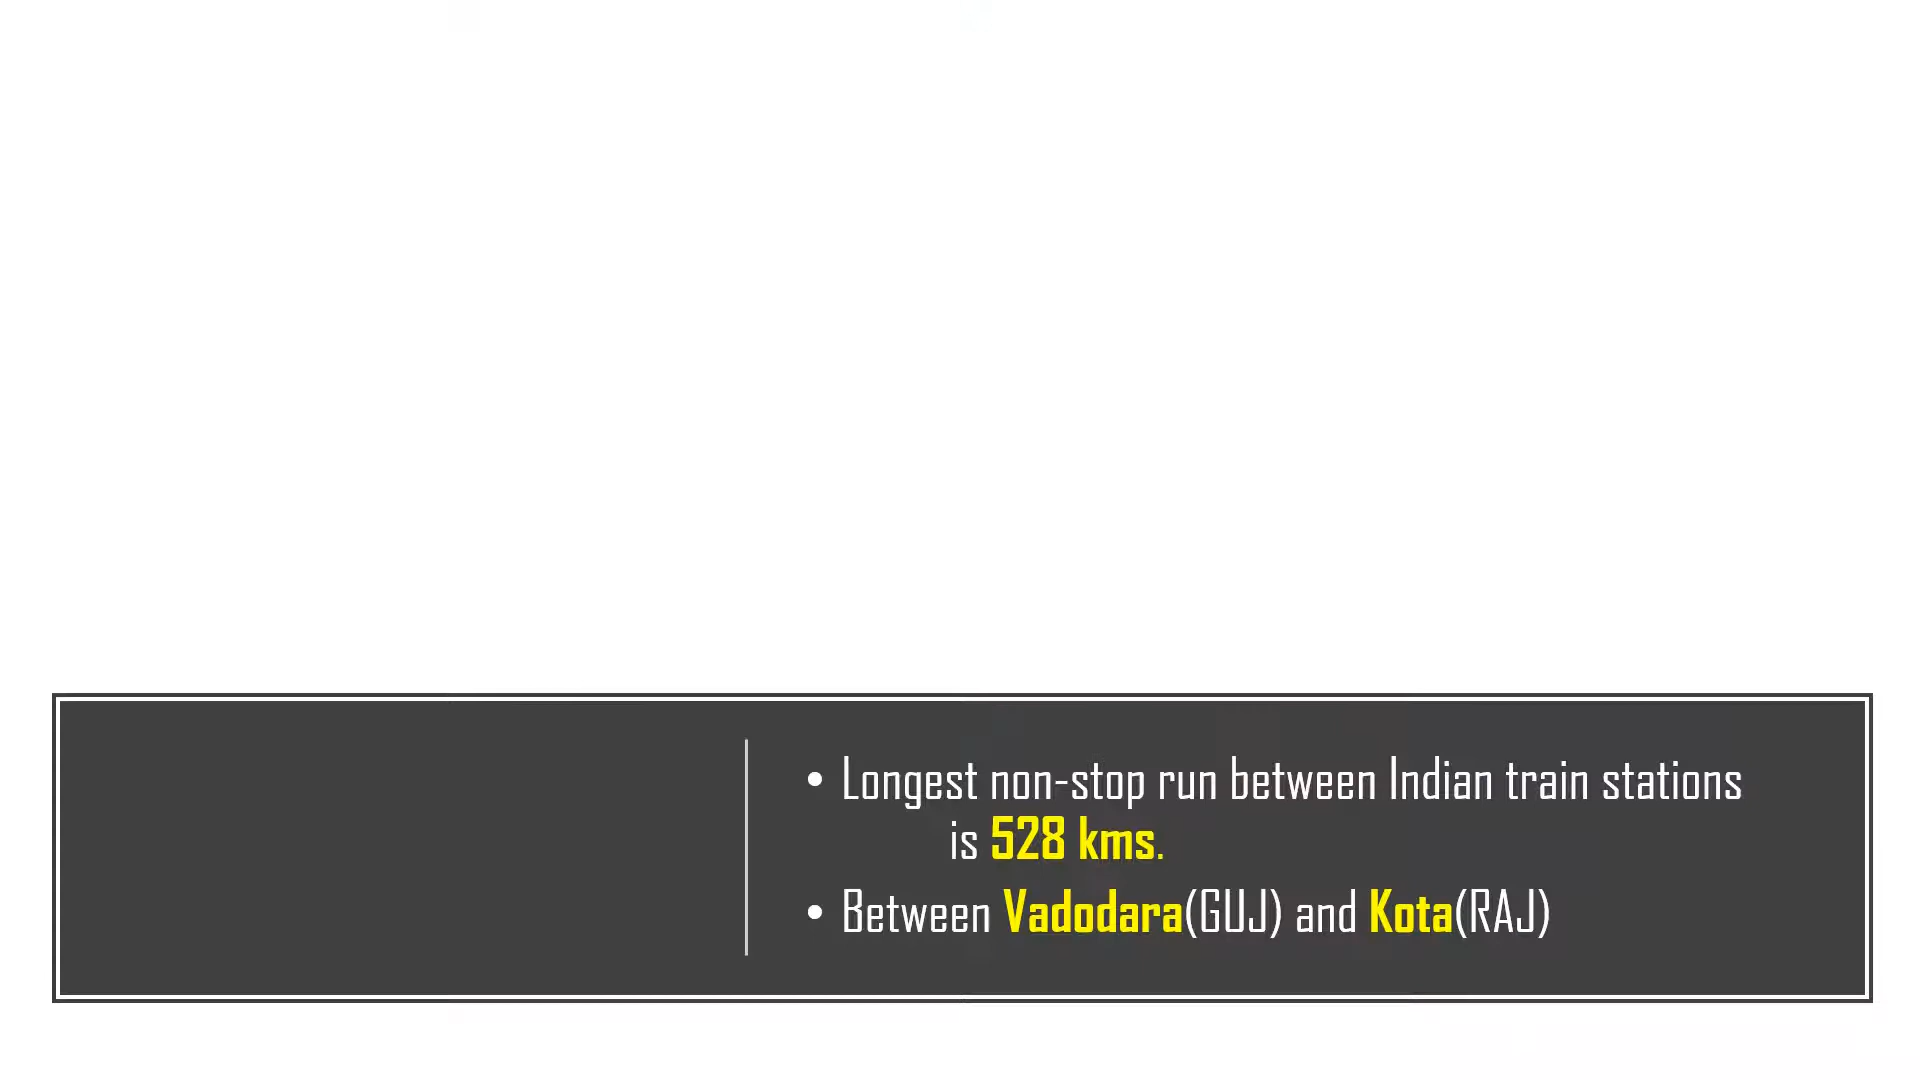 • Longest non-stop run between Indian train stations
is 528 kms.
• Between Vadodara(GUJ) and Kota(RAJ)